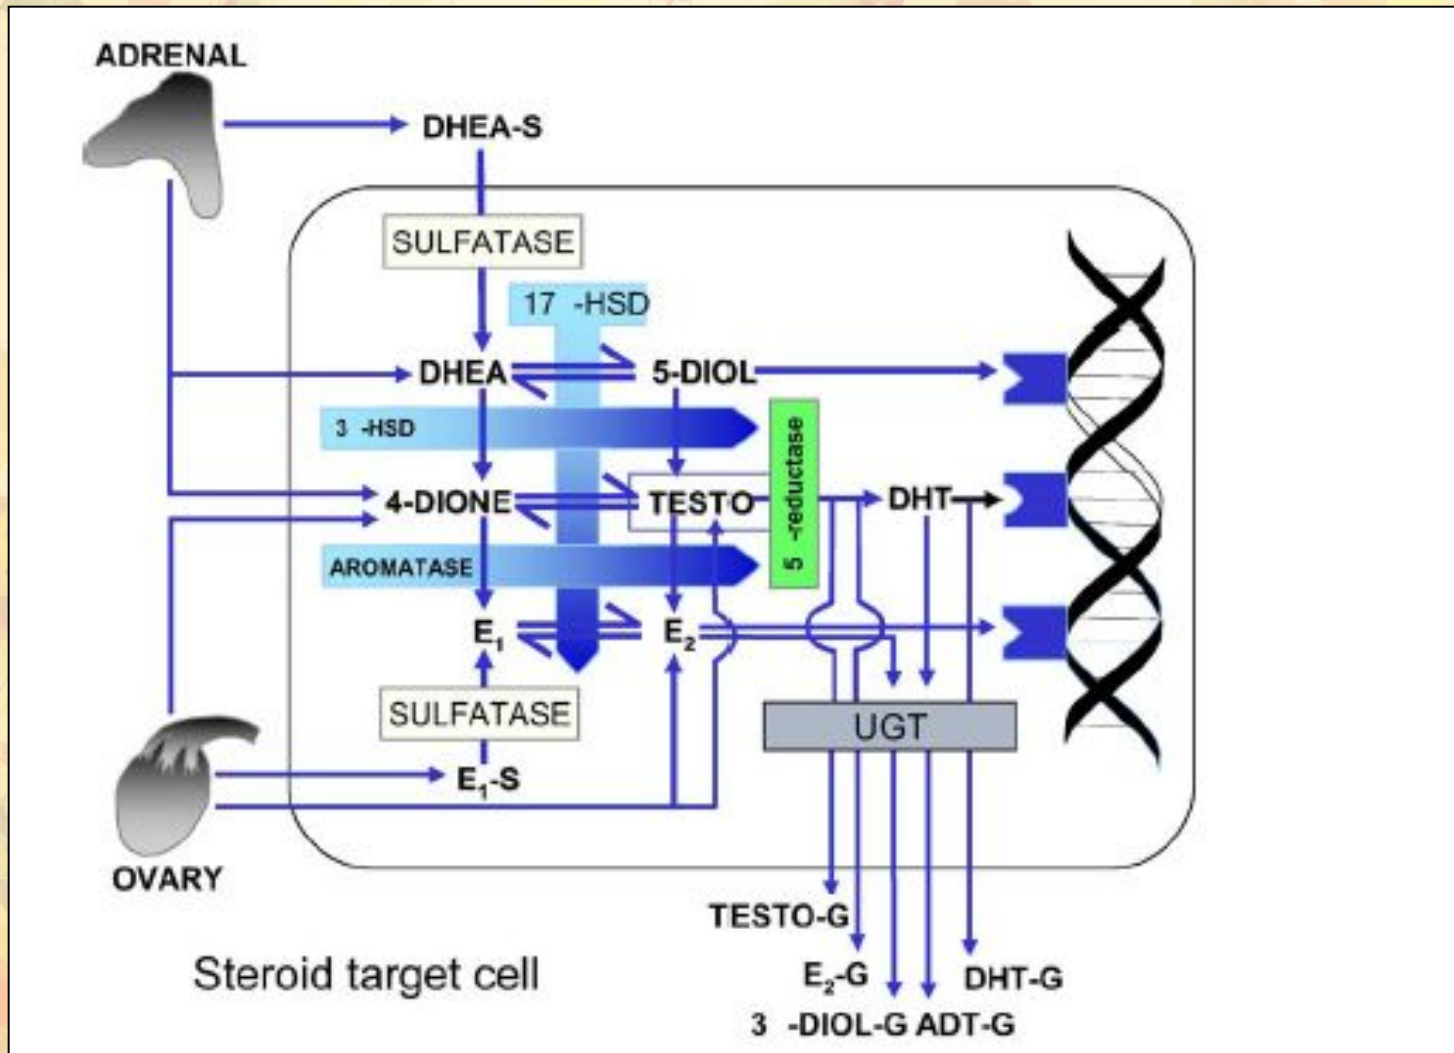 ADRENAL
DHEA-S
SULFATASE
17 -HSD
DHEA
5-DIOL
3 -HSD
5 -reductase
4-DIONE
TESTO
DHT
AROMATASE
E₁
E₂
SULFATASE
UGT
E₁-S
OVARY
TESTO-G
Steroid target cell
E₂-G
DHT-G
3 -DIOL-G ADT-G